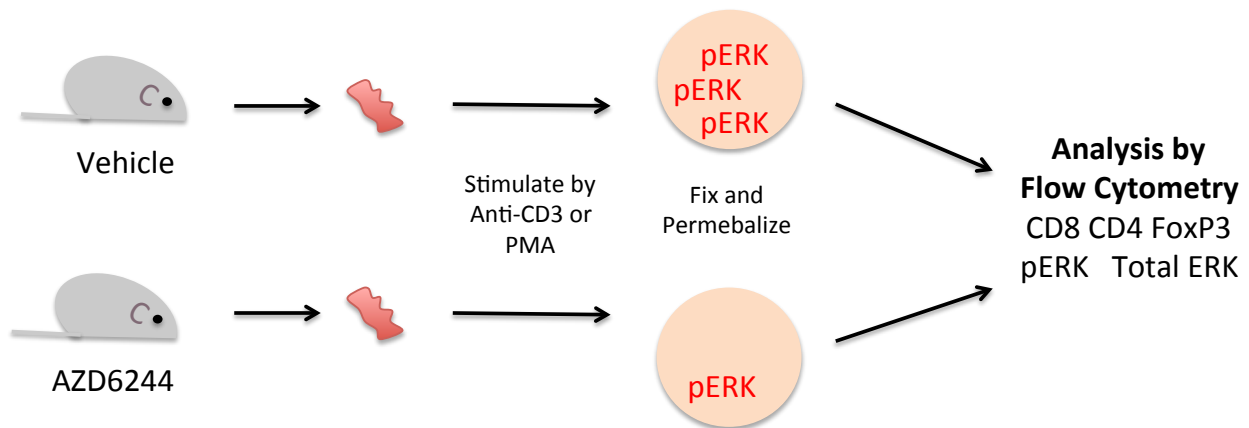 Vehicle
pERK
pERK
pERK
Stimulate by
Anti-CD3 or
PMA
Fix and
Permebalize
Analysis by
Flow Cytometry
CD8 CD4 FoxP3
pERK Total ERK
AZD6244
pERK